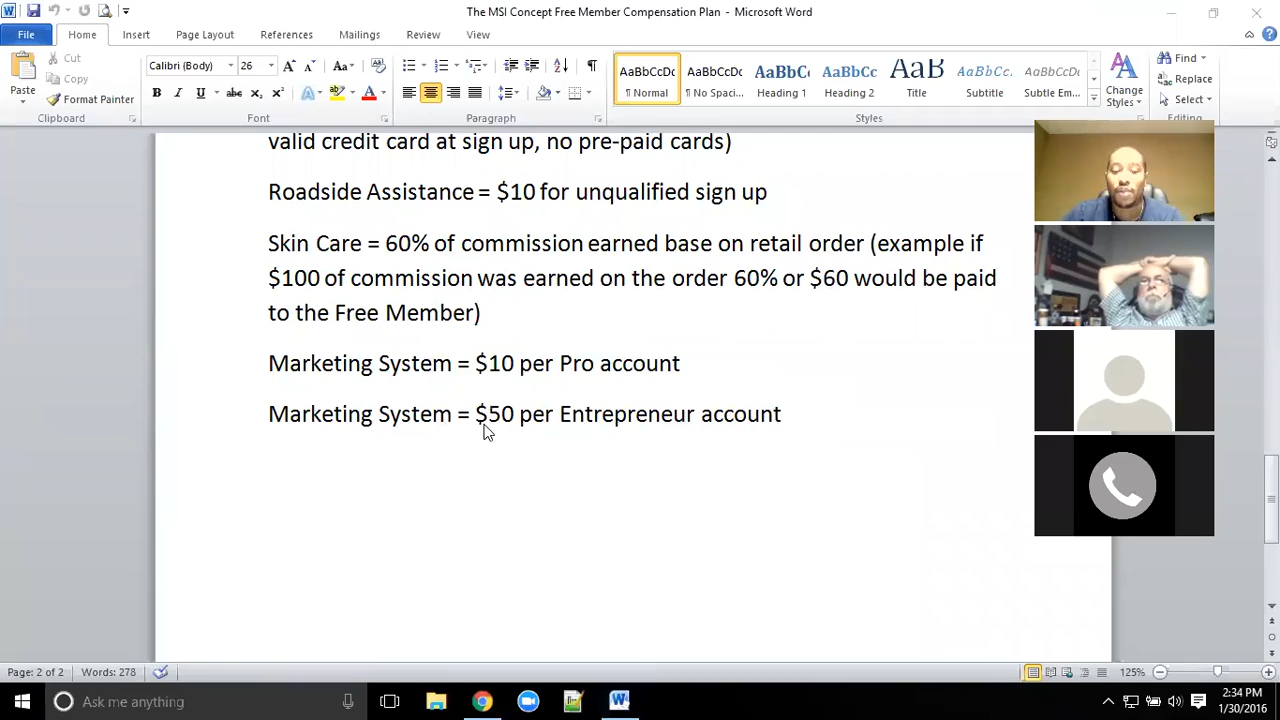 The MSI Concept Free Member Compensation Plan - Microsoft Word
File Home Insert Page Layout References Mailings Review View
Cut
Copy
Format Painter
Paste
Calibri (Body) 26
AaBbCcDc AaBbCcDc AaBbCc AaBbCc AaB AaBbCcDc AaBbCcDc
¶ Normal ¶ No Spaci... Heading 1 Heading 2 Title Subtitle Subtle Em...
Change Styles
Find
Replace
Select
Clipboard Font Paragraph Styles Editing
valid credit card at sign up, no pre-paid cards)
Roadside Assistance = $10 for unqualified sign up
Skin Care = 60% of commission earned base on retail order (example if
$100 of commission was earned on the order 60% or $60 would be paid
to the Free Member)
Marketing System = $10 per Pro account
Marketing System = $50 per Entrepreneur account
Page: 2 of 2 Words: 278 125%
Ask me anything
2:34 PM
1/30/2016